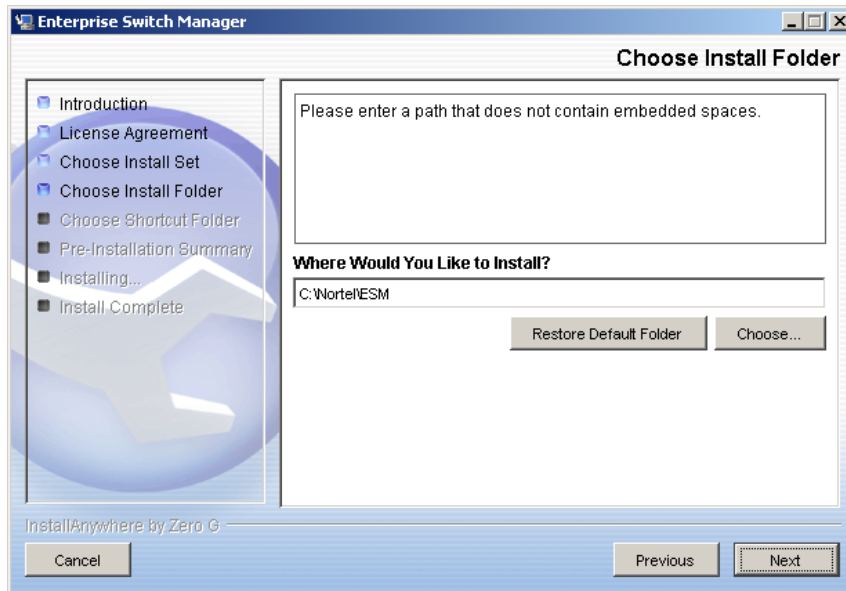 Enterprise Switch Manager
Choose Install Folder
Introduction
License Agreement
Choose Install Set
Choose Install Folder
Choose Shortcut Folder
Pre-Installation Summary
Installing...
Install Complete
Please enter a path that does not contain embedded spaces.
Where Would You Like to Install?
C:\Nortel\ESM
Restore Default Folder
Choose...
InstallAnywhere by Zero G
Cancel
Previous
Next